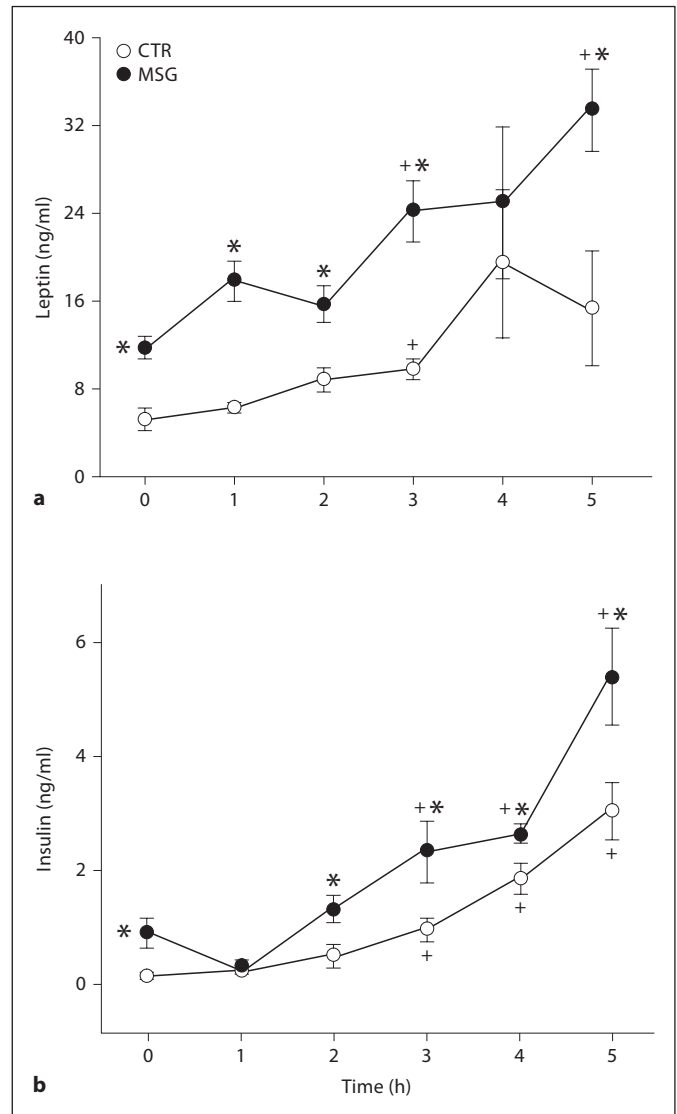 40
CTR
MSG
+ *
32
+ *
24
*
*
16
*
+
8
0
0 1 2 3 4 5
Leptin (ng/ml)
a
+ *
6
4
+ *
+ *
*
2
*
+
+
+
0
0 1 2 3 4 5
Insulin (ng/ml)
b
Time (h)